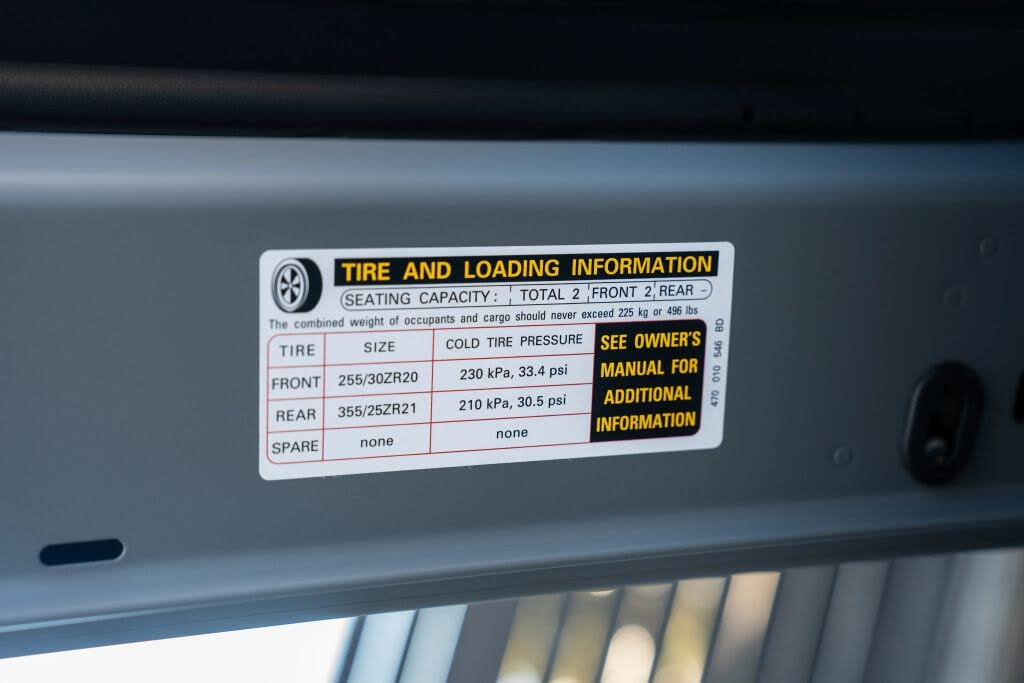 TIRE AND LOADING INFORMATION
SEATING CAPACITY : TOTAL 2 FRONT 2 REAR -
The combined weight of occupants and cargo should never exceed 225 kg or 496 lbs
TIRE SIZE COLD TIRE PRESSURE
FRONT 255/30ZR20 230 kPa, 33.4 psi
REAR 355/25ZR21 210 kPa, 30.5 psi
SPARE none none
SEE OWNER'S
MANUAL FOR
ADDITIONAL
INFORMATION
470 010 546 BD